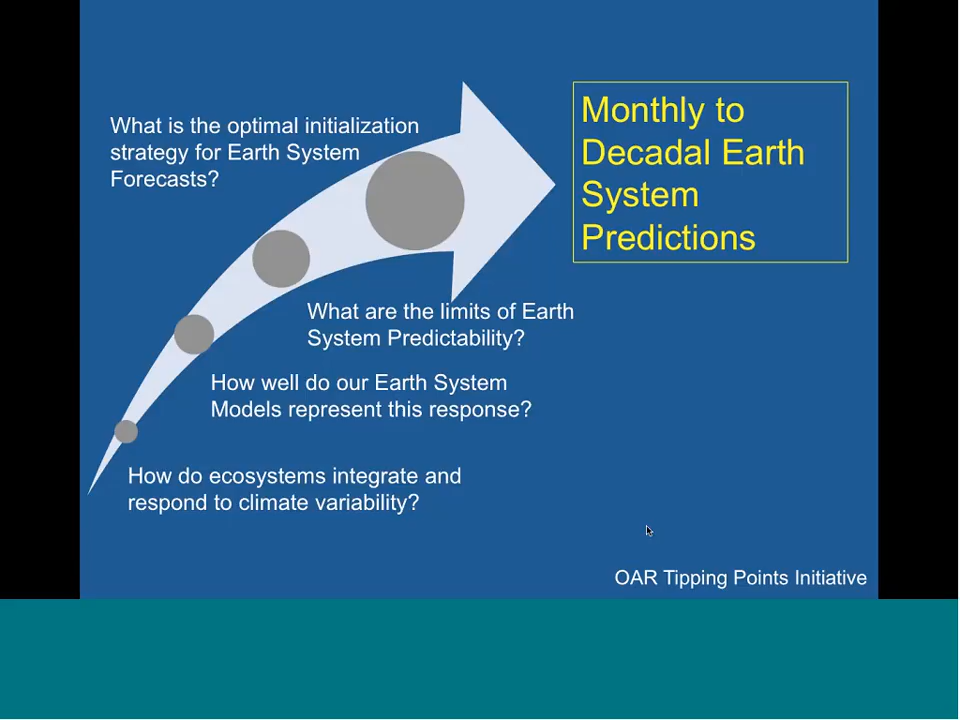 What is the optimal initialization
strategy for Earth System
Forecasts?
Monthly to
Decadal Earth
System
Predictions
What are the limits of Earth
System Predictability?
How well do our Earth System
Models represent this response?
How do ecosystems integrate and
respond to climate variability?
OAR Tipping Points Initiative